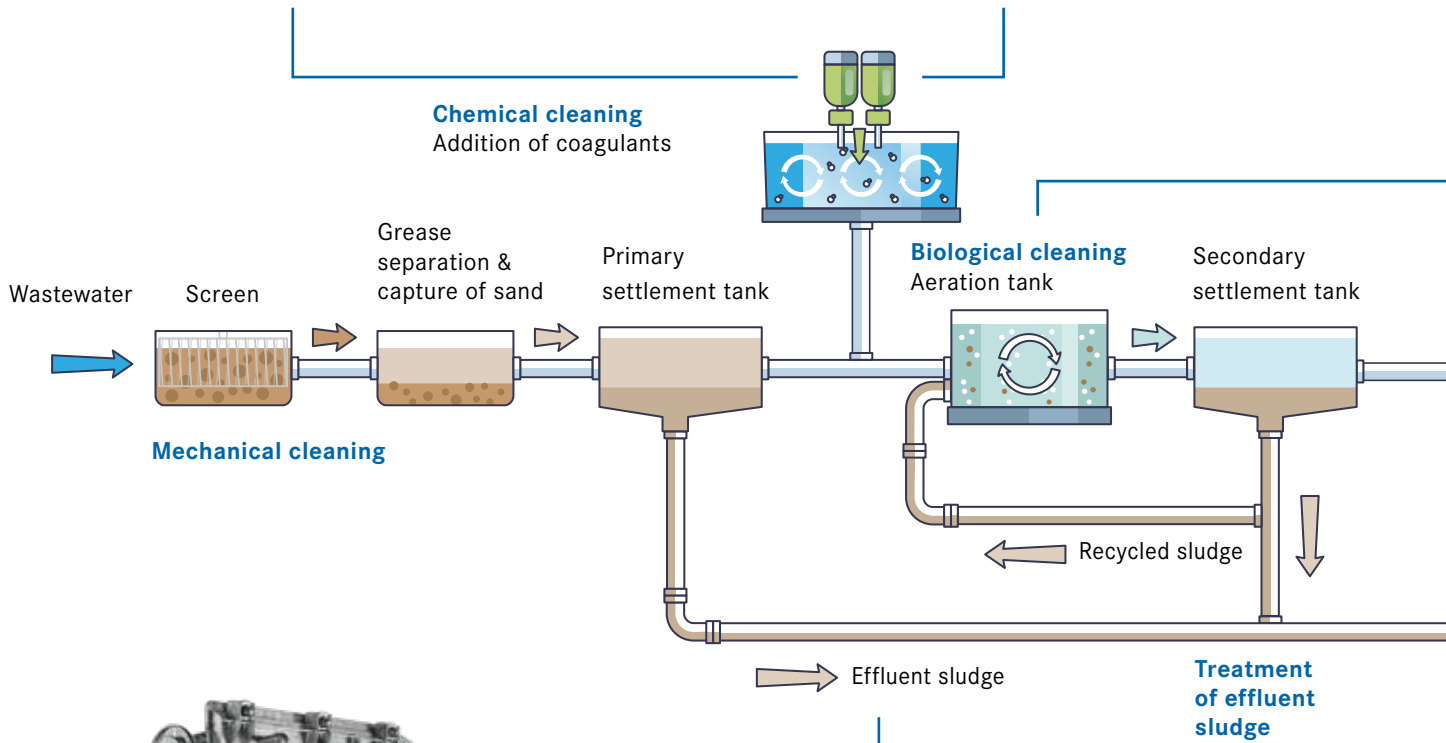 Chemical cleaning
Addition of coagulants
Wastewater
Screen
Grease
separation &
capture of sand
Primary
settlement tank
Biological cleaning
Aeration tank
Secondary
settlement tank
Mechanical cleaning
Recycled sludge
Effluent sludge
Treatment
of effluent
sludge